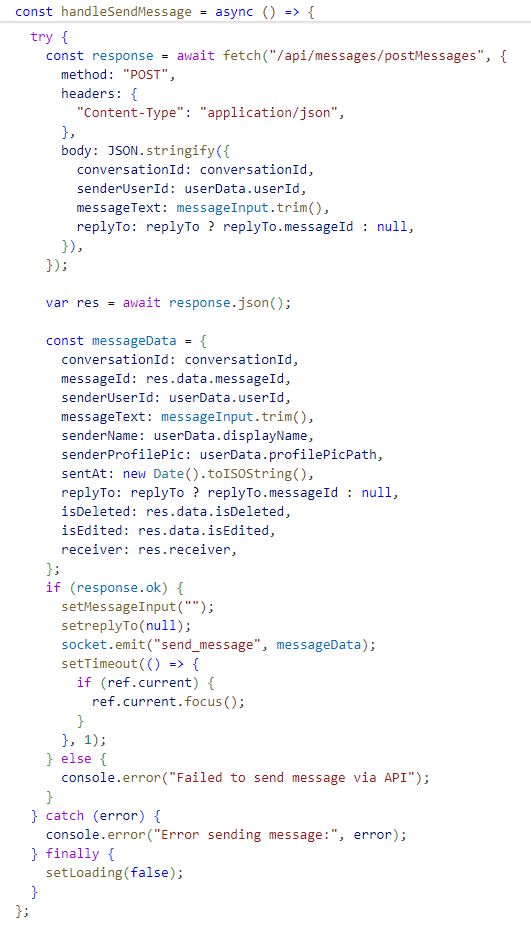 const handleSendMessage = async () => {
try {
const response = await fetch("/api/messages/postMessages", {
method: "POST",
headers: {
"Content-Type": "application/json",
},
body: JSON.stringify({
conversationId: conversationId,
senderUserId: userData.userId,
messageText: messageInput.trim(),
replyTo: replyTo ? replyTo.messageId : null,
}),
});
var res = await response.json();
const messageData = {
conversationId: conversationId,
messageId: res.data.messageId,
senderUserId: userData.userId,
messageText: messageInput.trim(),
senderName: userData.displayName,
senderProfilePic: userData.profilePicPath,
sentAt: new Date().toISOString(),
replyTo: replyTo ? replyTo.messageId : null,
isDeleted: res.data.isDeleted,
isEdited: res.data.isEdited,
receiver: res.receiver,
};
if (response.ok) {
setMessageInput("");
setreplyTo(null);
socket.emit("send_message", messageData);
setTimeout(() => {
if (ref.current) {
ref.current.focus();
}
}, 1);
} else {
console.error("Failed to send message via API");
}
} catch (error) {
console.error("Error sending message:", error);
} finally {
setLoading(false);
}
};